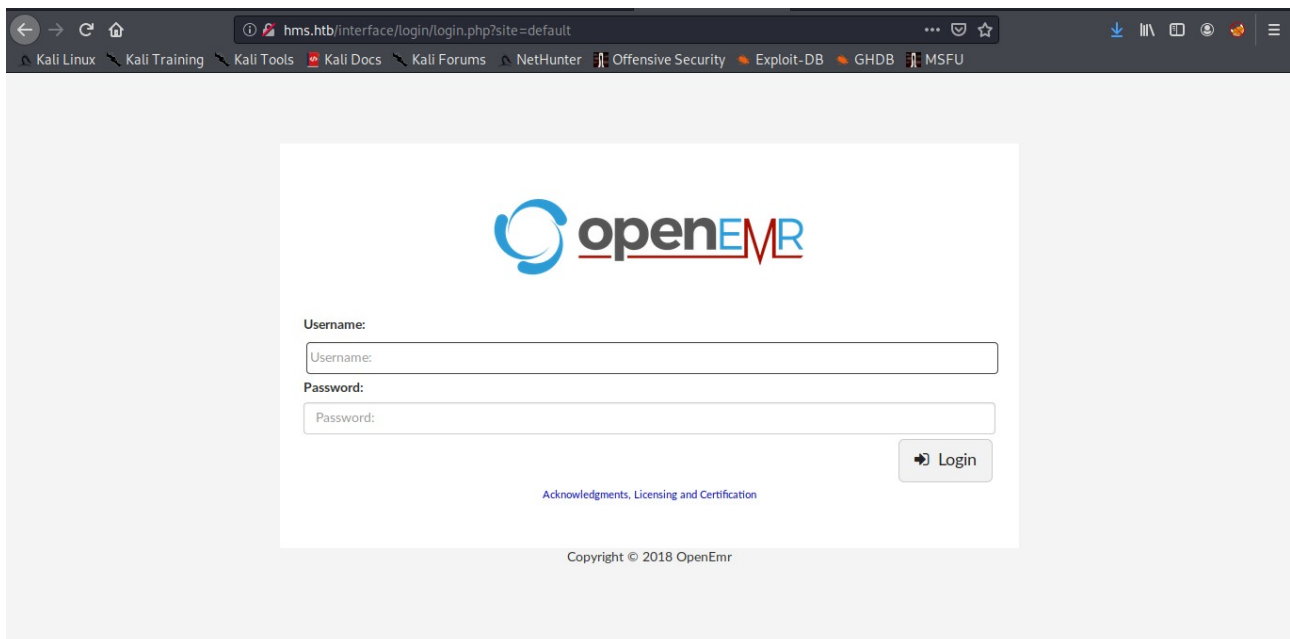 hms.htb/interface/login/login.php?site=default
Kali Linux Kali Training Kali Tools Kali Docs Kali Forums NetHunter Offensive Security Exploit-DB GHDB MSFU
openEMR
Username:
Username:
Password:
Password:
Login
Acknowledgments, Licensing and Certification
Copyright © 2018 OpenEmr